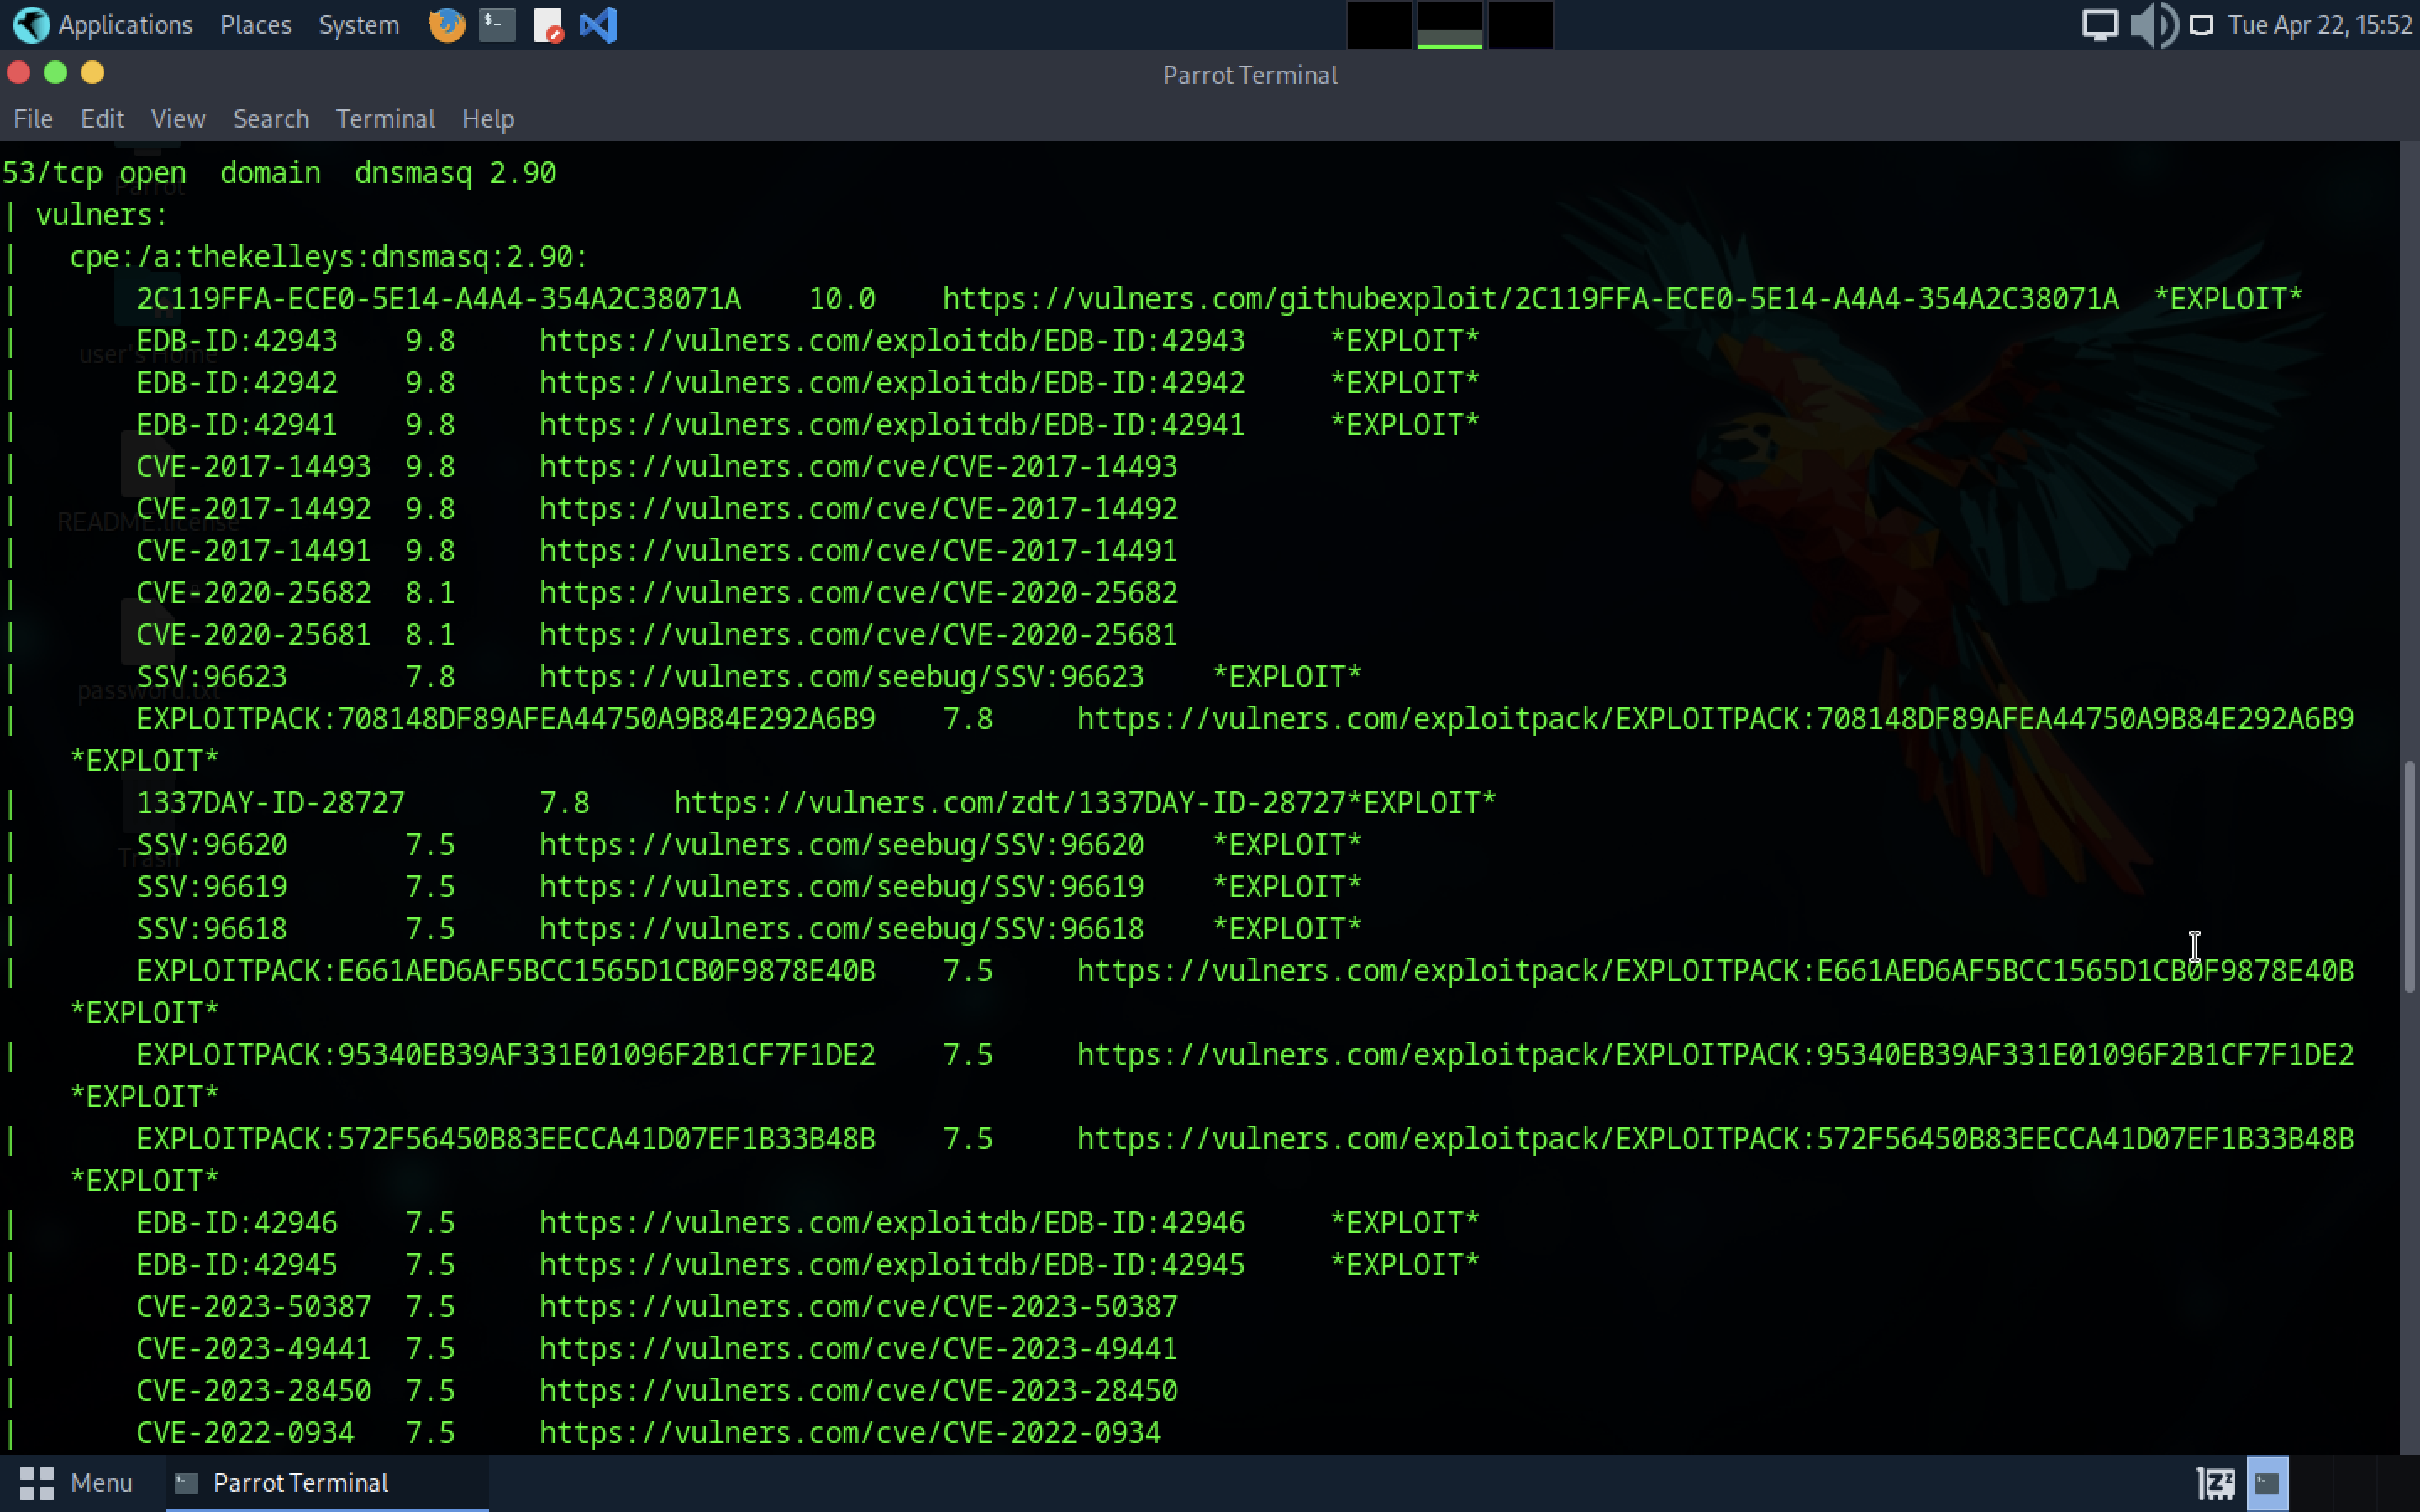 Applications Places System Tue Apr 22, 15:52
Parrot Terminal
File Edit View Search Terminal Help
53/tcp open  domain  dnsmasq 2.90
| vulners:
|   cpe:/a:thekelleys:dnsmasq:2.90:
|       2C119FFA-ECE0-5E14-A4A4-354A2C38071A    10.0    https://vulners.com/githubexploit/2C119FFA-ECE0-5E14-A4A4-354A2C38071A  *EXPLOIT*
|       EDB-ID:42943    9.8     https://vulners.com/exploitdb/EDB-ID:42943     *EXPLOIT*
|       EDB-ID:42942    9.8     https://vulners.com/exploitdb/EDB-ID:42942     *EXPLOIT*
|       EDB-ID:42941    9.8     https://vulners.com/exploitdb/EDB-ID:42941     *EXPLOIT*
|       CVE-2017-14493  9.8     https://vulners.com/cve/CVE-2017-14493
|       CVE-2017-14492  9.8     https://vulners.com/cve/CVE-2017-14492
|       CVE-2017-14491  9.8     https://vulners.com/cve/CVE-2017-14491
|       CVE-2020-25682  8.1     https://vulners.com/cve/CVE-2020-25682
|       CVE-2020-25681  8.1     https://vulners.com/cve/CVE-2020-25681
|       SSV:96623       7.8     https://vulners.com/seebug/SSV:96623    *EXPLOIT*
|       EXPLOITPACK:708148DF89AFEA44750A9B84E292A6B9    7.8     https://vulners.com/exploitpack/EXPLOITPACK:708148DF89AFEA44750A9B84E292A6B9
    *EXPLOIT*
|       1337DAY-ID-28727        7.8     https://vulners.com/zdt/1337DAY-ID-28727*EXPLOIT*
|       SSV:96620       7.5     https://vulners.com/seebug/SSV:96620    *EXPLOIT*
|       SSV:96619       7.5     https://vulners.com/seebug/SSV:96619    *EXPLOIT*
|       SSV:96618       7.5     https://vulners.com/seebug/SSV:96618    *EXPLOIT*
|       EXPLOITPACK:E661AED6AF5BCC1565D1CB0F9878E40B    7.5     https://vulners.com/exploitpack/EXPLOITPACK:E661AED6AF5BCC1565D1CB0F9878E40B
    *EXPLOIT*
|       EXPLOITPACK:95340EB39AF331E01096F2B1CF7F1DE2    7.5     https://vulners.com/exploitpack/EXPLOITPACK:95340EB39AF331E01096F2B1CF7F1DE2
    *EXPLOIT*
|       EXPLOITPACK:572F56450B83EECCA41D07EF1B33B48B    7.5     https://vulners.com/exploitpack/EXPLOITPACK:572F56450B83EECCA41D07EF1B33B48B
    *EXPLOIT*
|       EDB-ID:42946    7.5     https://vulners.com/exploitdb/EDB-ID:42946     *EXPLOIT*
|       EDB-ID:42945    7.5     https://vulners.com/exploitdb/EDB-ID:42945     *EXPLOIT*
|       CVE-2023-50387  7.5     https://vulners.com/cve/CVE-2023-50387
|       CVE-2023-49441  7.5     https://vulners.com/cve/CVE-2023-49441
|       CVE-2023-28450  7.5     https://vulners.com/cve/CVE-2023-28450
|       CVE-2022-0934   7.5     https://vulners.com/cve/CVE-2022-0934
Parrot
user's Home
README.license
password.txt
Trash
Menu Parrot Terminal